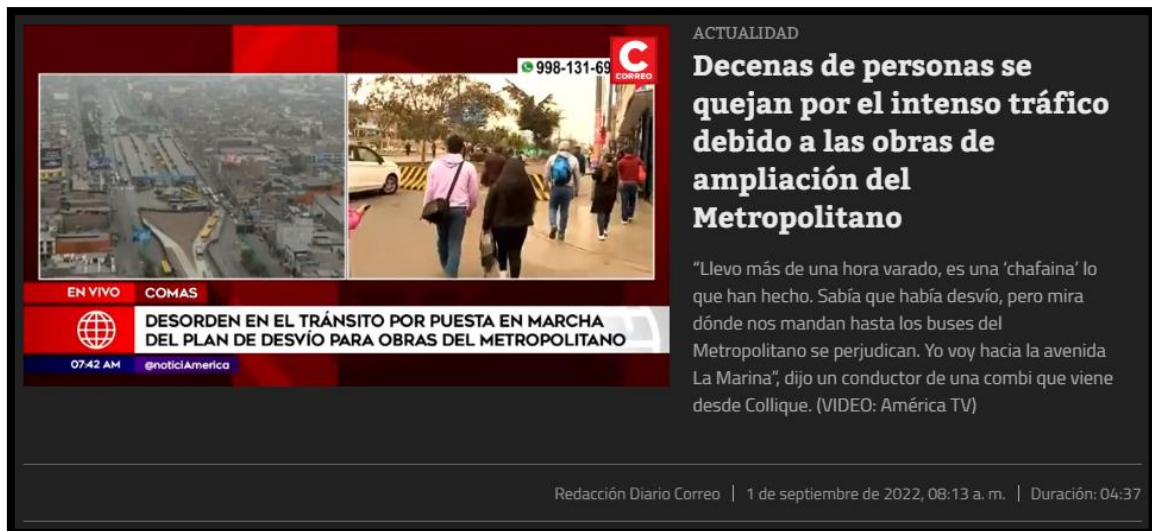 998-131-69
C
CORREO
EN VIVO COMAS
DESORDEN EN EL TRÁNSITO POR PUESTA EN MARCHA
DEL PLAN DE DESVÍO PARA OBRAS DEL METROPOLITANO
07:42 AM @noticiAmerica
ACTUALIDAD
Decenas de personas se
quejan por el intenso tráfico
debido a las obras de
ampliación del
Metropolitano
“Llevo más de una hora varado, es una ‘chafaina’ lo
que han hecho. Sabía que había desvío, pero mira
dónde nos mandan hasta los buses del
Metropolitano se perjudican. Yo voy hacia la avenida
La Marina”, dijo un conductor de una combi que viene
desde Collique. (VIDEO: América TV)
Redacción Diario Correo | 1 de septiembre de 2022, 08:13 a. m. | Duración: 04:37